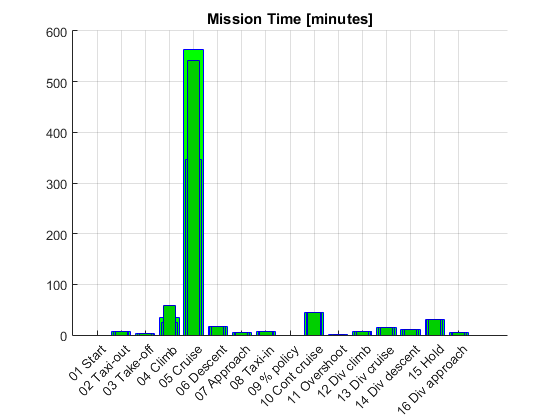 Mission Time [minutes]
600
500
400
300
200
100
0
01 Start
02 Taxi-out
03 Take-off
04 Climb
05 Cruise
06 Descent
07 Approach
08 Taxi-in
09 % policy
10 Cont cruise
11 Overshoot
12 Div climb
13 Div cruise
14 Div descent
15 Hold
16 Div approach